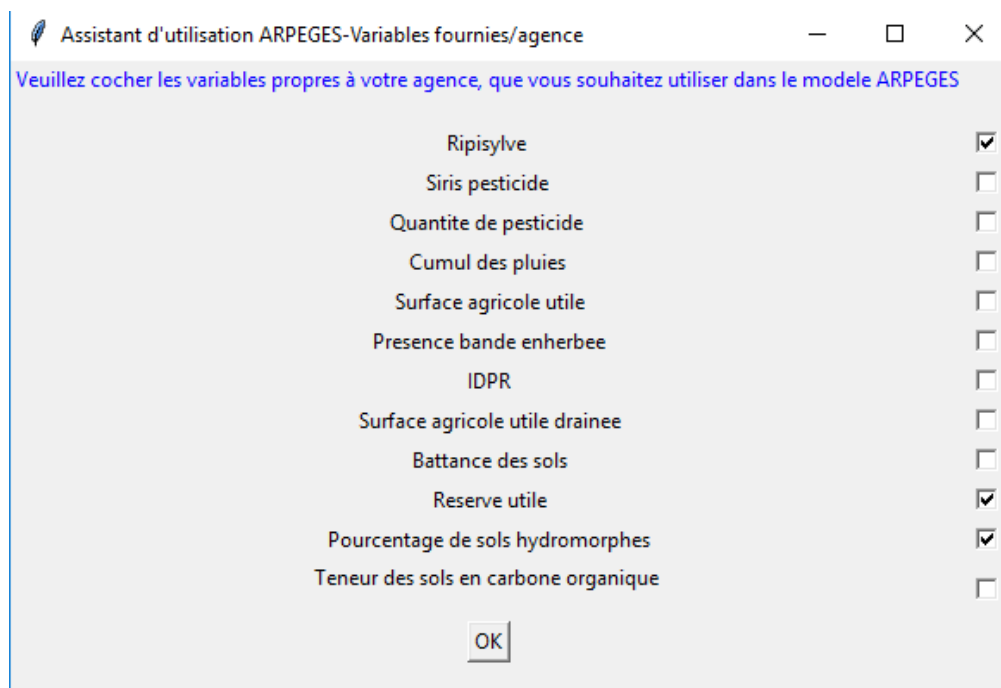 Assistant d'utilisation ARPEGES-Variables fournies/agence
Veuillez cocher les variables propres à votre agence, que vous souhaitez utiliser dans le modele ARPEGES
Ripisylve
Siris pesticide
Quantite de pesticide
Cumul des pluies
Surface agricole utile
Presence bande enherbee
IDPR
Surface agricole utile drainee
Battance des sols
Reserve utile
Pourcentage de sols hydromorphes
Teneur des sols en carbone organique
OK